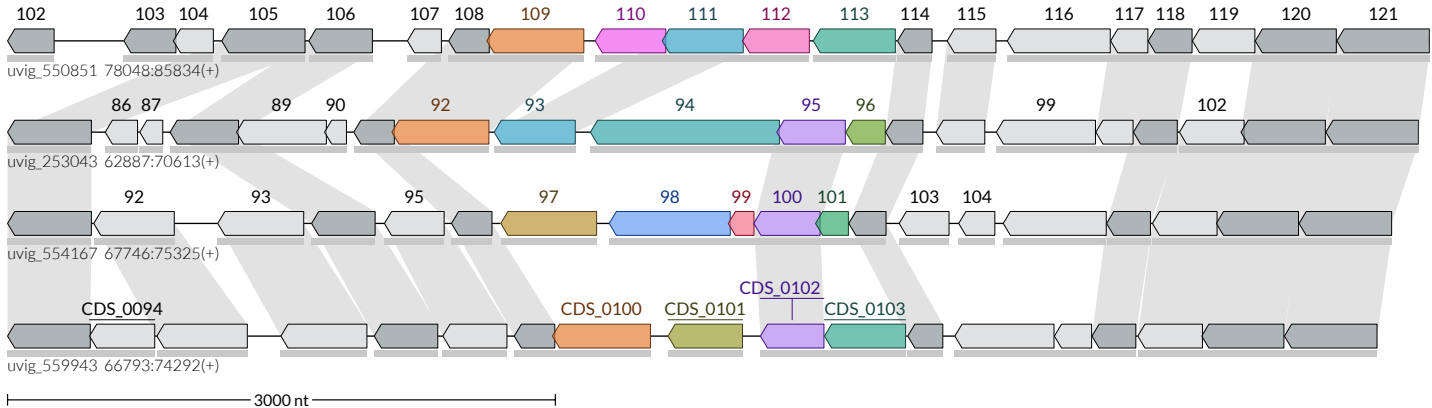 102 103 104 105 106 107 108 109 110 111 112 113 114 115 116 117 118 119 120 121
uvig_550851 78048:85834(+)
86 87 89 90 92 93 94 95 96 99 102
uvig_253043 62887:70613(+)
92 93 95 97 98 99 100 101 103 104
uvig_554167 67746:75325(+)
CDS_0102
CDS_0094 CDS_0100 CDS_0101 CDS_0103
uvig_559943 66793:74292(+)
3000 nt